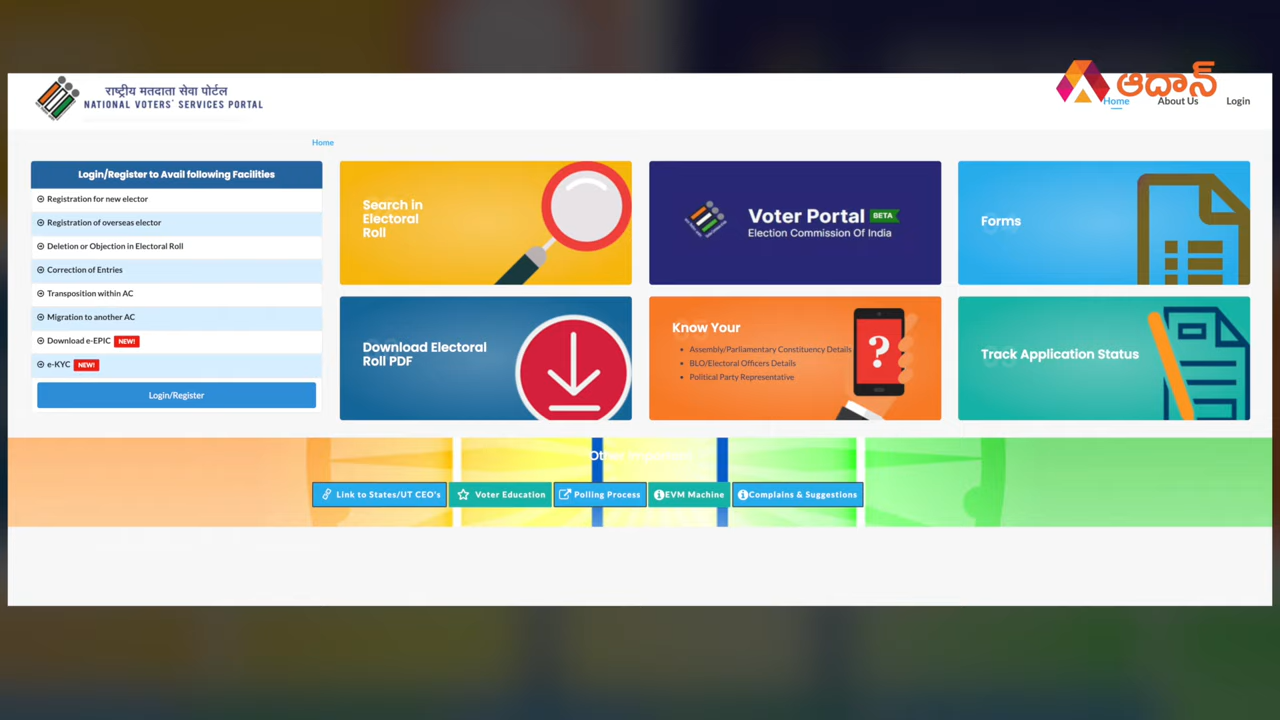 राष्ट्रीय मतदाता सेवा पोर्टल
NATIONAL VOTERS' SERVICES PORTAL
ఆదాన్
Home
About Us
Login
Home
Login/Register to Avail following Facilities
Registration for new elector
Registration of overseas elector
Deletion or Objection in Electoral Roll
Correction of Entries
Transposition within AC
Migration to another AC
Download e-EPIC NEW!
e-KYC NEW!
Login/Register
Search in
Electoral
Roll
Voter Portal BETA
Election Commission Of India
Forms
Download Electoral
Roll PDF
Know Your
Assembly/Parliamentary Constituency Details
BLO/Electoral Officers Details
Political Party Representative
?
Track Application Status
Link to States/UT CEO's
Voter Education
Polling Process
EVM Machine
Complains & Suggestions